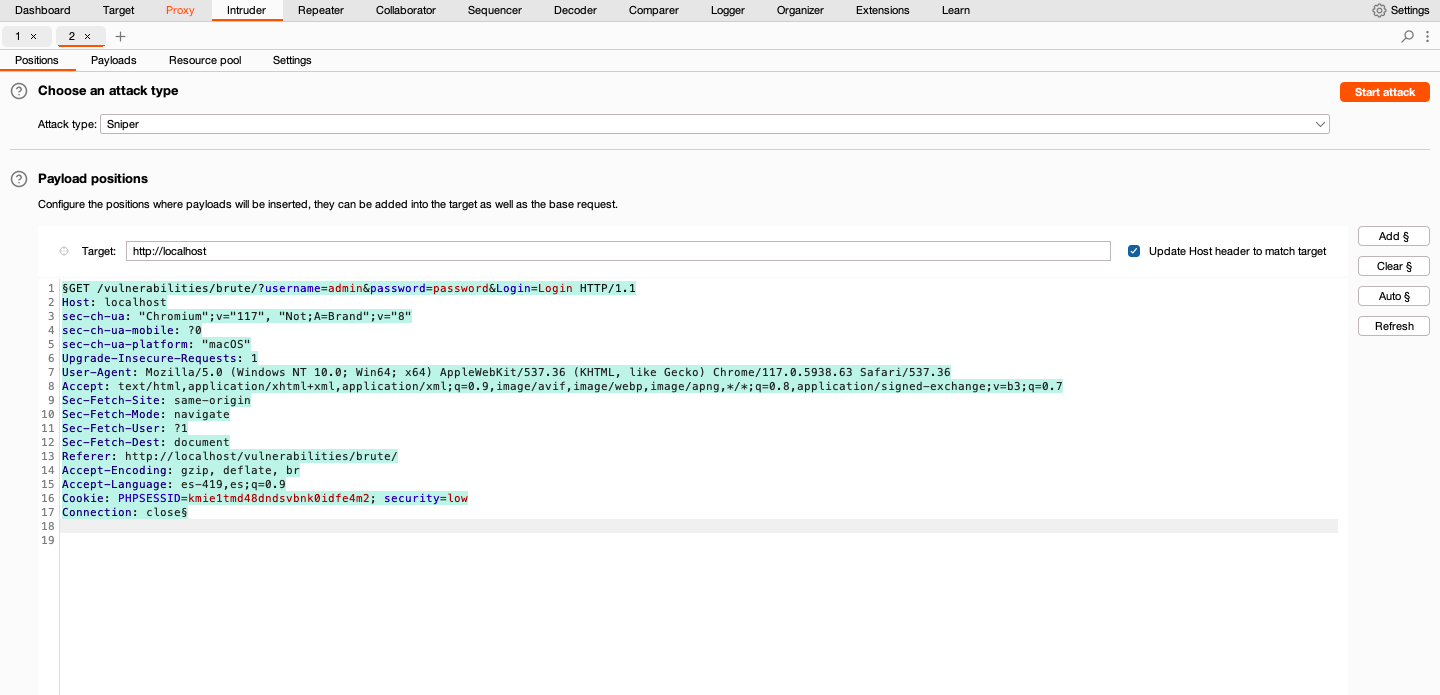 Dashboard Target Proxy Intruder Repeater Collaborator Sequencer Decoder Comparer Logger Organizer Extensions Learn Settings
1 × 2 × +
Positions Payloads Resource pool Settings
? Choose an attack type Start attack
Attack type: Sniper
? Payload positions
Configure the positions where payloads will be inserted, they can be added into the target as well as the base request.
Add §
Target: http://localhost Update Host header to match target
Clear §
Auto §
Refresh
1 §GET /vulnerabilities/brute/?username=admin&password=password&Login=Login HTTP/1.1
2 Host: localhost
3 sec-ch-ua: "Chromium";v="117", "Not;A=Brand";v="8"
4 sec-ch-ua-mobile: ?0
5 sec-ch-ua-platform: "macOS"
6 Upgrade-Insecure-Requests: 1
7 User-Agent: Mozilla/5.0 (Windows NT 10.0; Win64; x64) AppleWebKit/537.36 (KHTML, like Gecko) Chrome/117.0.5938.63 Safari/537.36
8 Accept: text/html,application/xhtml+xml,application/xml;q=0.9,image/avif,image/webp,image/apng,*/*;q=0.8,application/signed-exchange;v=b3;q=0.7
9 Sec-Fetch-Site: same-origin
10 Sec-Fetch-Mode: navigate
11 Sec-Fetch-User: ?1
12 Sec-Fetch-Dest: document
13 Referer: http://localhost/vulnerabilities/brute/
14 Accept-Encoding: gzip, deflate, br
15 Accept-Language: es-419,es;q=0.9
16 Cookie: PHPSESSID=kmie1tmd48dndsvbnk0idfe4m2; security=low
17 Connection: close§
18
19